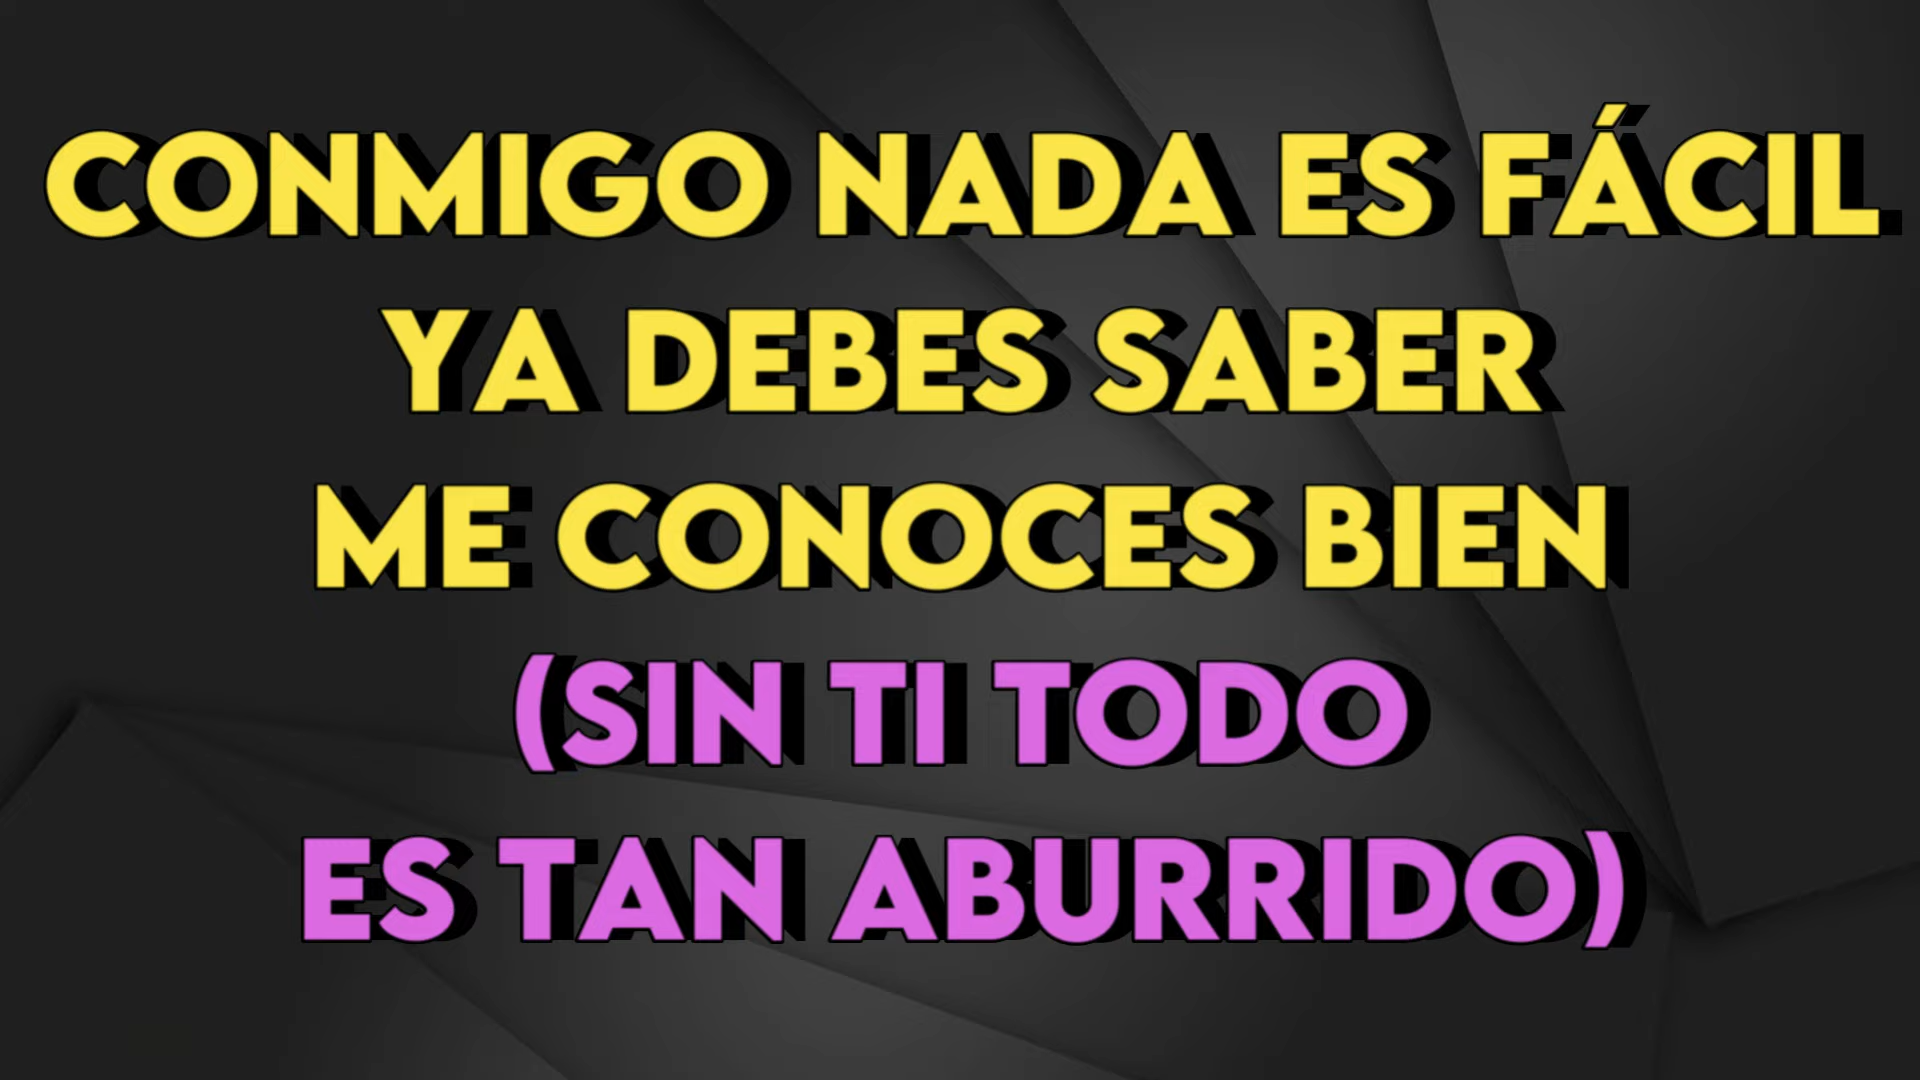 CONMIGO NADA ES FÁCIL
YA DEBES SABER
ME CONOCES BIEN
(SIN TI TODO
ES TAN ABURRIDO)